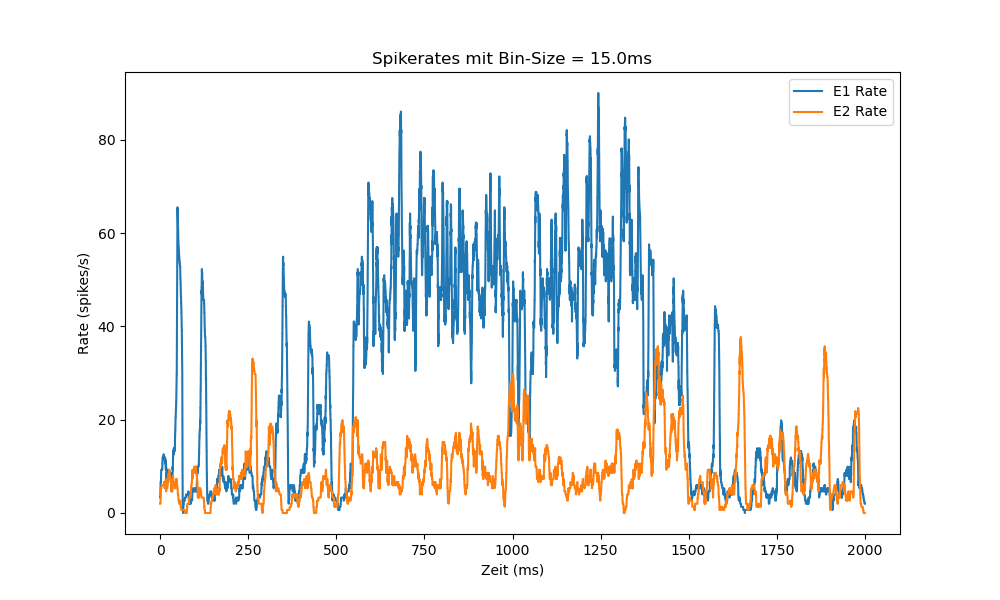 Spikerates mit Bin-Size = 15.0ms
E1 Rate
E2 Rate
Rate (spikes/s)
80
60
40
20
0
0 250 500 750 1000 1250 1500 1750 2000
Zeit (ms)